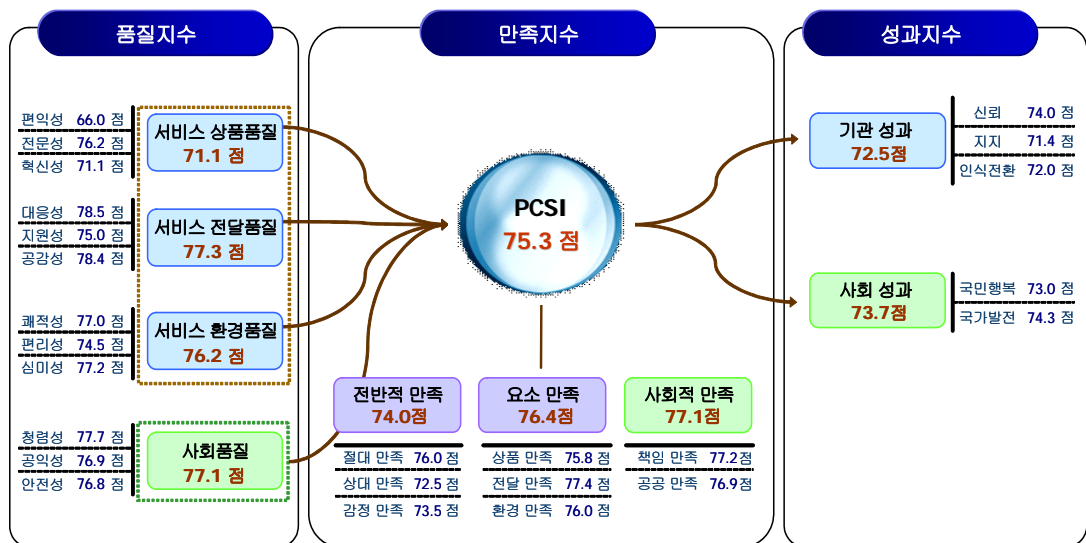 품질지수
만족지수
성과지수
편익성 66.0 점
전문성 76.2 점
혁신성 71.1 점
서비스 상품품질
71.1 점
대응성 78.5 점
지원성 75.0 점
공감성 78.4 점
서비스 전달품질
77.3 점
쾌적성 77.0 점
편리성 74.5 점
심미성 77.2 점
서비스 환경품질
76.2 점
청렴성 77.7 점
공익성 76.9 점
안전성 76.8 점
사회품질
77.1 점
PCSI
75.3 점
전반적 만족
74.0점
절대 만족 76.0 점
상대 만족 72.5 점
감정 만족 73.5 점
요소 만족
76.4점
상품 만족 75.8 점
전달 만족 77.4 점
환경 만족 76.0 점
사회적 만족
77.1점
책임 만족 77.2점
공공 만족 76.9점
기관 성과
72.5점
신뢰 74.0 점
지지 71.4 점
인식전환 72.0 점
사회 성과
73.7점
국민행복 73.0 점
국가발전 74.3 점